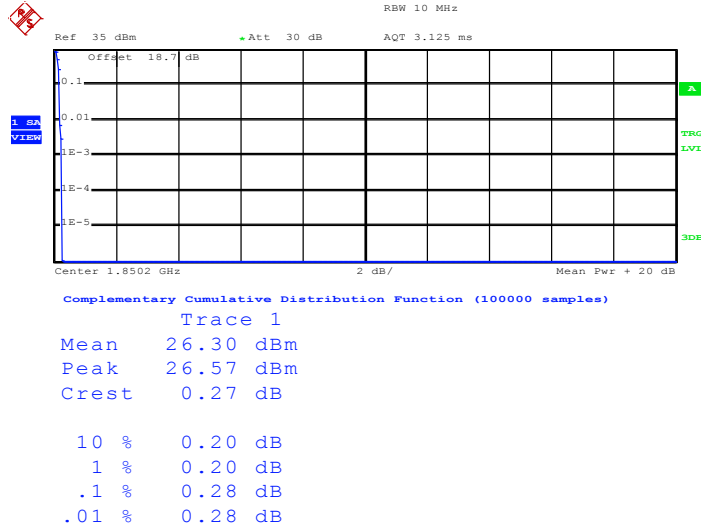 RBW 10 MHz
Ref 35 dBm *Att 30 dB AQT 3.125 ms
Offset 18.7 dB
0.1
A
0.01
1 SA
VIEW
TRG
LVL
1E-3
1E-4
1E-5
3DB
Center 1.8502 GHz 2 dB/ Mean Pwr + 20 dB
Complementary Cumulative Distribution Function (100000 samples)
Trace 1
Mean 26.30 dBm
Peak 26.57 dBm
Crest 0.27 dB
10 % 0.20 dB
1 % 0.20 dB
.1 % 0.28 dB
.01 % 0.28 dB